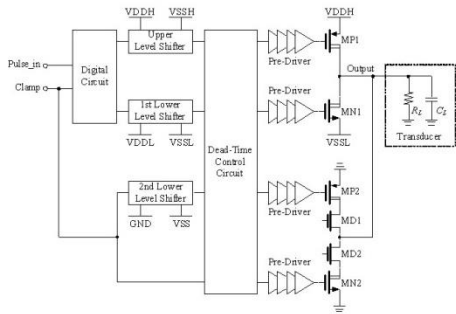 VDDH VSSH VDDH
Upper
Level Shifter
MP1
Pulse_in
Pre-Driver
Digital
Circuit
Output
Clamp
1st Lower
Level Shifter
MN1
R_L C_L
VDDL VSSL
Pre-Driver
VSSL
Transducer
Dead-Time
Control
Circuit
2nd Lower
Level Shifter
MP2
Pre-Driver
MD1
GND VSS
MD2
Pre-Driver
MN2